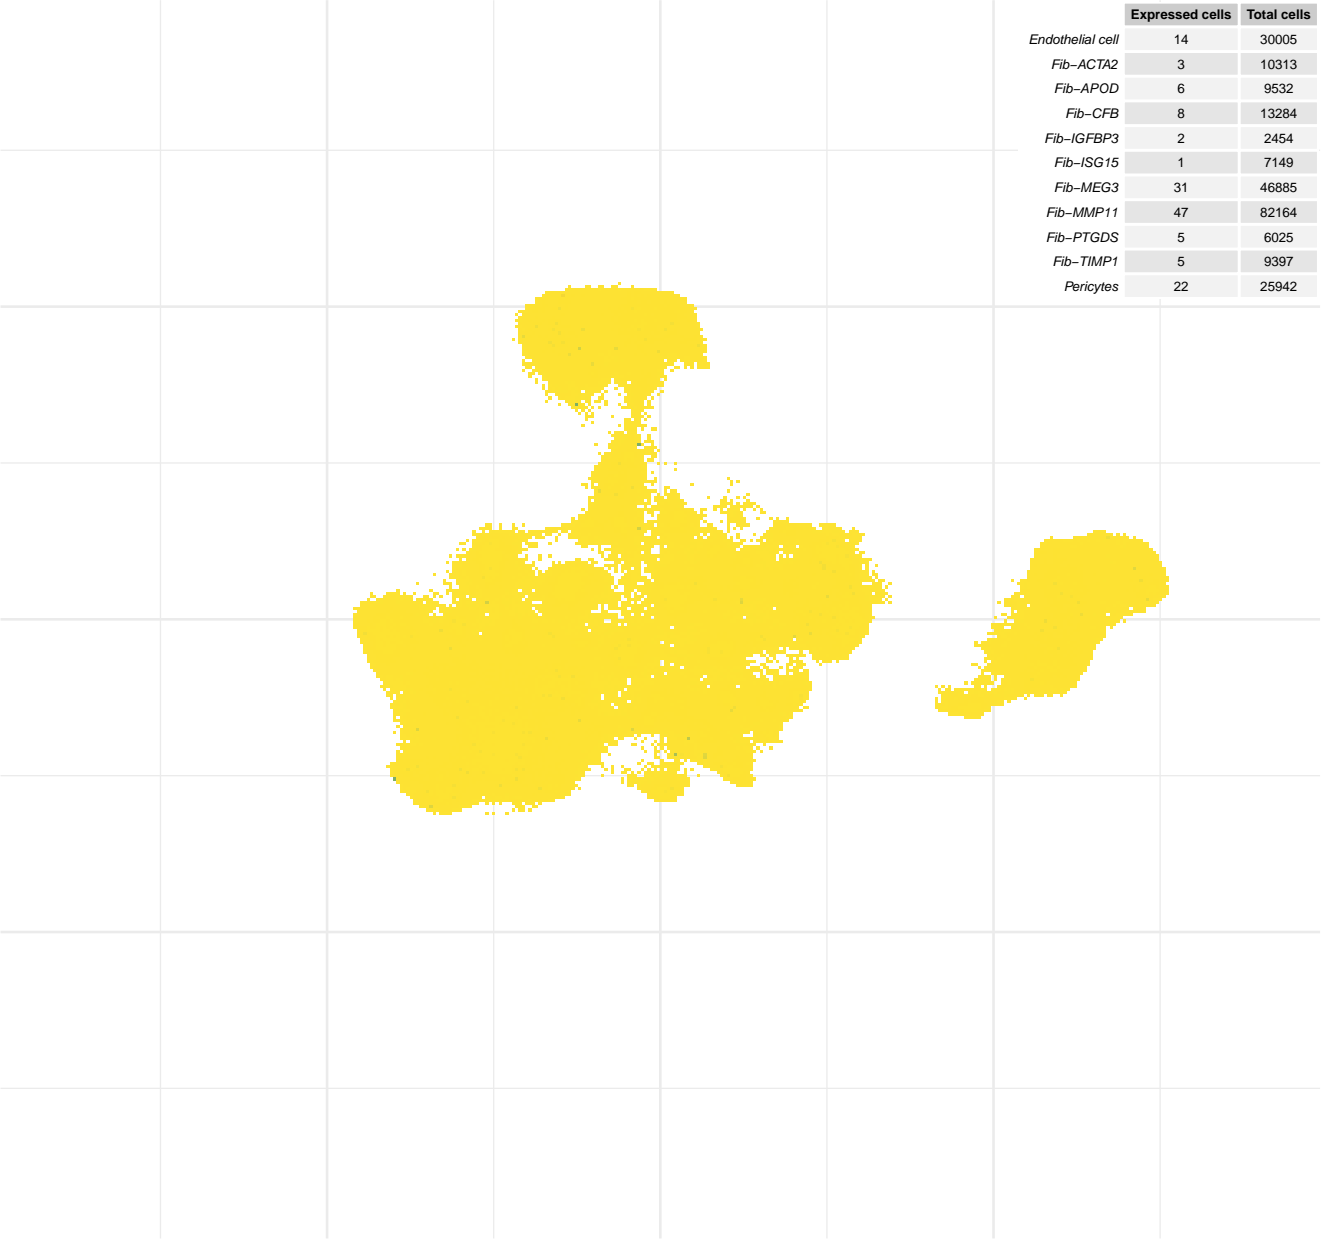 Expressed cells Total cells
Endothelial cell 14 30005
Fib−ACTA2 3 10313
Fib−APOD 6 9532
Fib−CFB 8 13284
Fib−IGFBP3 2 2454
Fib−ISG15 1 7149
Fib−MEG3 31 46885
Fib−MMP11 47 82164
Fib−PTGDS 5 6025
Fib−TIMP1 5 9397
Pericytes 22 25942